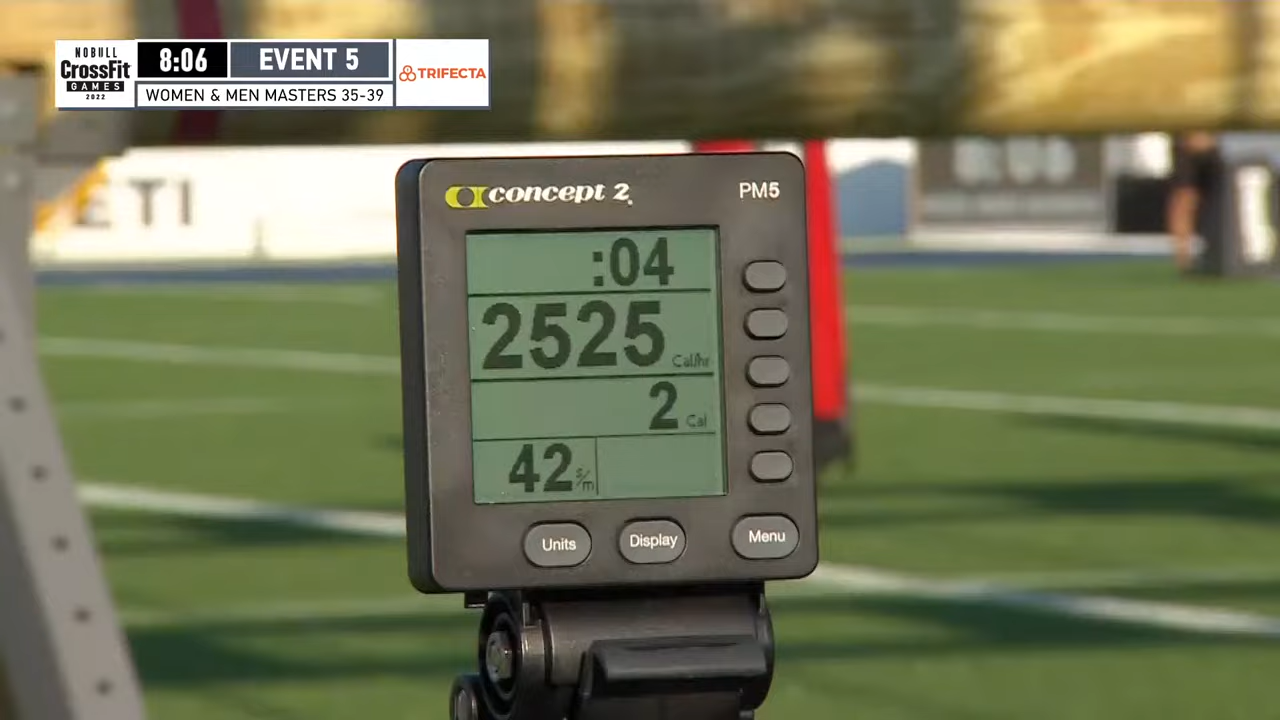 NOBULL
CrossFit
GAMES
2022
8:06
EVENT 5
WOMEN & MEN MASTERS 35-39
TRIFECTA
ETI
concept 2
PM5
:04
2525 Cal/hr
2 Cal
42 s/m
Units
Display
Menu